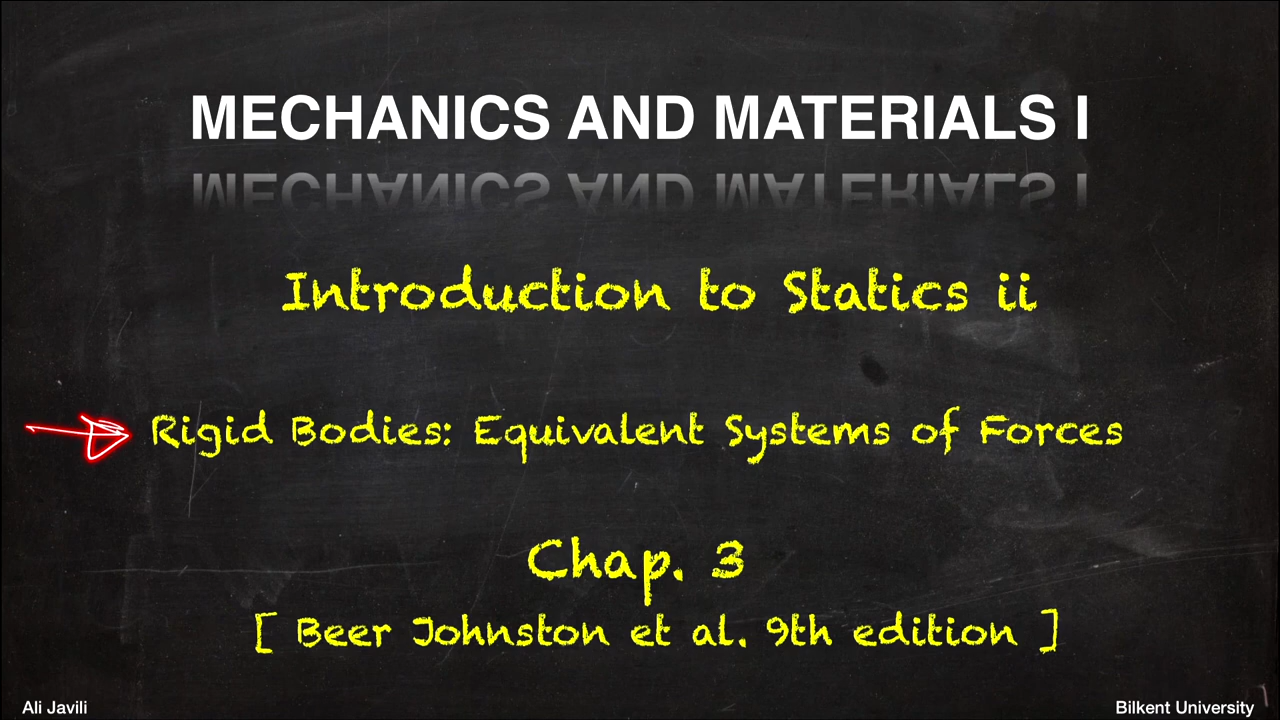 MECHANICS AND MATERIALS I
Introduction to Statics ii
Rigid Bodies: Equivalent Systems of Forces
Chap. 3
[ Beer Johnston et al. 9th edition ]
Ali Javili
Bilkent University